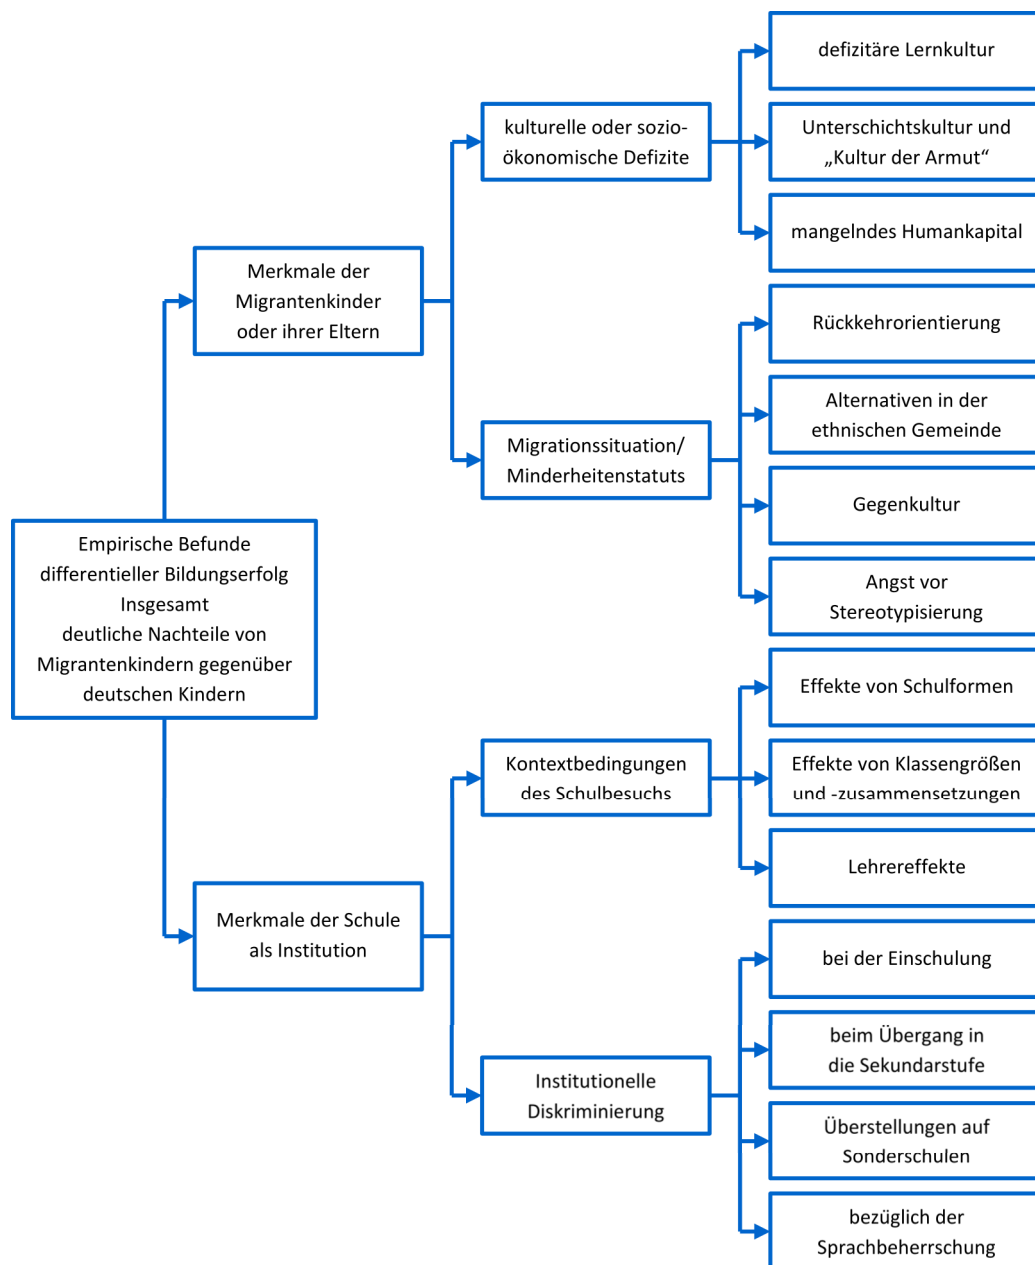 Empirische Befunde
differentieller Bildungserfolg
Insgesamt
deutliche Nachteile von
Migrantenkindern gegenüber
deutschen Kindern
Merkmale der
Migrantenkinder
oder ihrer Eltern
kulturelle oder sozio-
ökonomische Defizite
defizitäre Lernkultur
Unterschichtskultur und
„Kultur der Armut“
mangelndes Humankapital
Migrationssituation/
Minderheitenstatuts
Rückkehrorientierung
Alternativen in der
ethnischen Gemeinde
Gegenkultur
Angst vor
Stereotypisierung
Merkmale der Schule
als Institution
Kontextbedingungen
des Schulbesuchs
Effekte von Schulformen
Effekte von Klassengrößen
und -zusammensetzungen
Lehrereffekte
Institutionelle
Diskriminierung
bei der Einschulung
beim Übergang in
die Sekundarstufe
Überstellungen auf
Sonderschulen
bezüglich der
Sprachbeherrschung